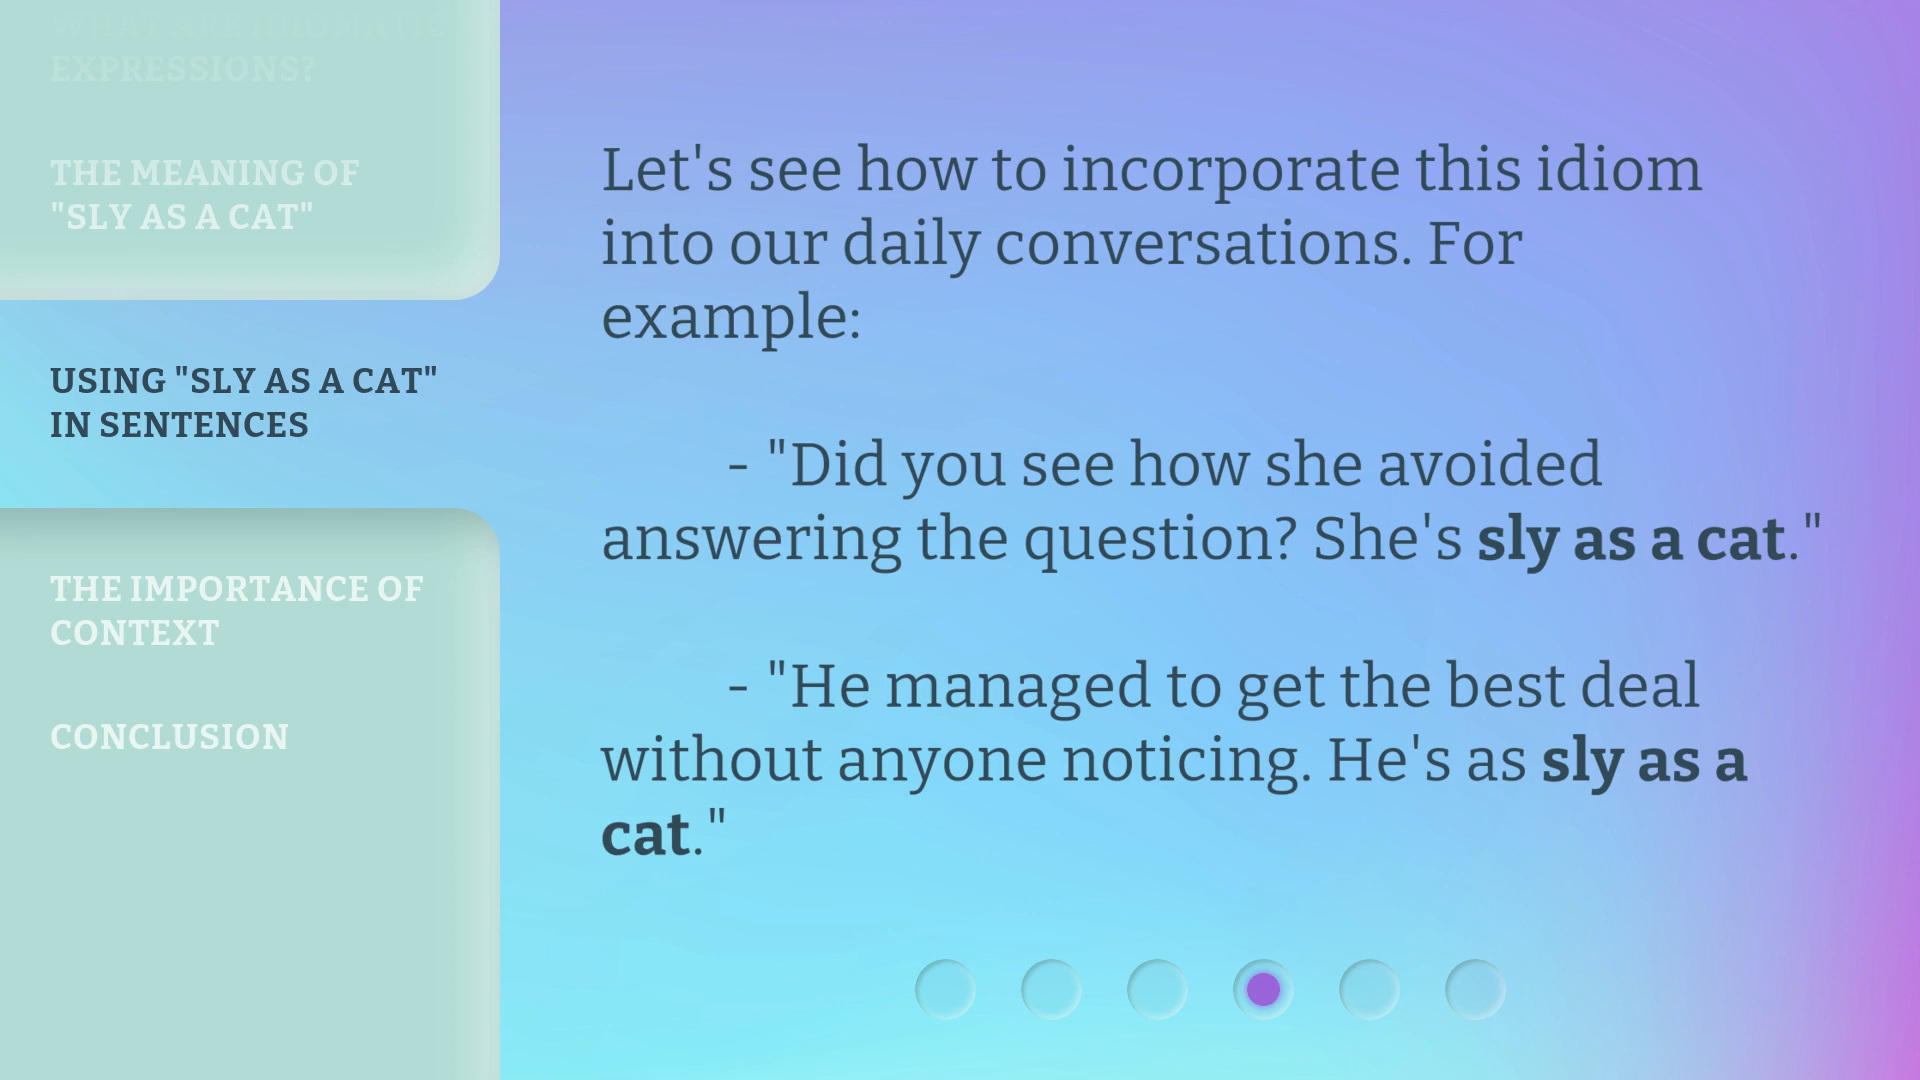 WHAT ARE IDIOMATIC
EXPRESSIONS?
THE MEANING OF
"SLY AS A CAT"
USING "SLY AS A CAT"
IN SENTENCES
THE IMPORTANCE OF
CONTEXT
CONCLUSION
Let's see how to incorporate this idiom
into our daily conversations. For
example:
- "Did you see how she avoided
answering the question? She's sly as a cat."
- "He managed to get the best deal
without anyone noticing. He's as sly as a
cat."